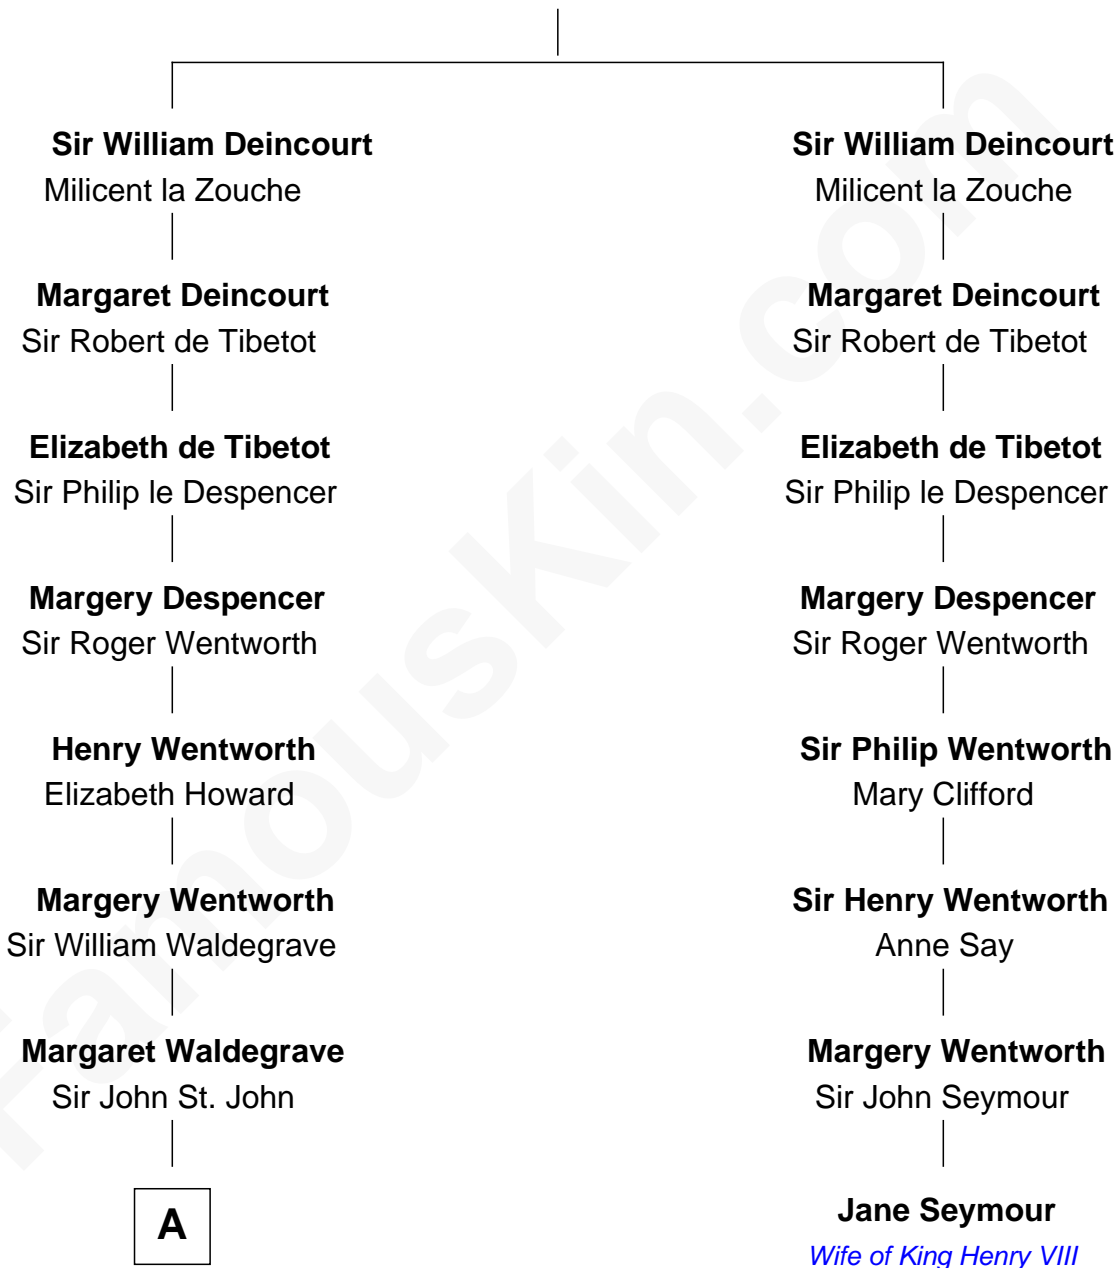 Sir William Deincourt
Milicent la Zouche
Margaret Deincourt
Sir Robert de Tibetot
Elizabeth de Tibetot
Sir Philip le Despencer
Margery Despencer
Sir Roger Wentworth
Henry Wentworth
Elizabeth Howard
Margery Wentworth
Sir William Waldegrave
Margaret Waldegrave
Sir John St. John
A
Sir William Deincourt
Milicent la Zouche
Margaret Deincourt
Sir Robert de Tibetot
Elizabeth de Tibetot
Sir Philip le Despencer
Margery Despencer
Sir Roger Wentworth
Sir Philip Wentworth
Mary Clifford
Sir Henry Wentworth
Anne Say
Margery Wentworth
Sir John Seymour
Jane Seymour
Wife of King Henry VIII
FamousKin.com